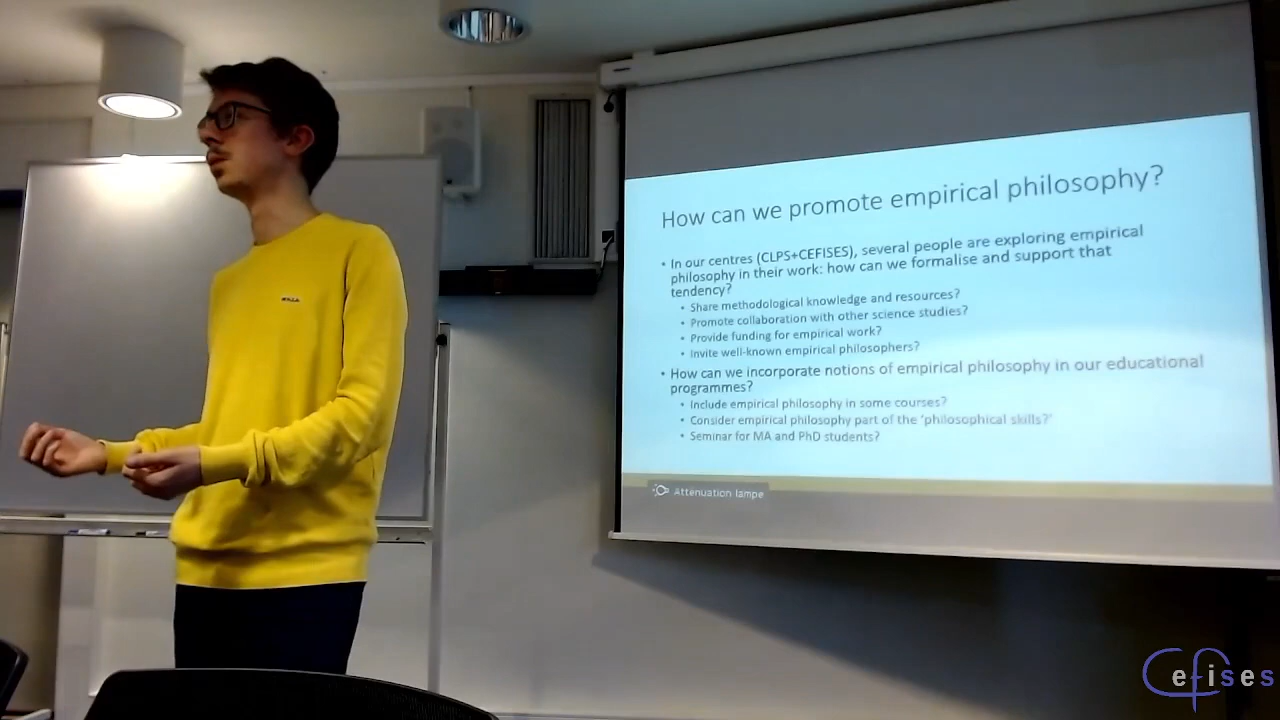 How can we promote empirical philosophy?
• In our centres (CLPS+CEFISES), several people are exploring empirical
philosophy in their work: how can we formalise and support that
tendency?
• Share methodological knowledge and resources?
• Promote collaboration with other science studies?
• Provide funding for empirical work?
• Invite well-known empirical philosophers?
• How can we incorporate notions of empirical philosophy in our educational
programmes?
• Include empirical philosophy in some courses?
• Consider empirical philosophy part of the 'philosophical skills?'
• Seminar for MA and PhD students?
Atténuation lampe
Cefises